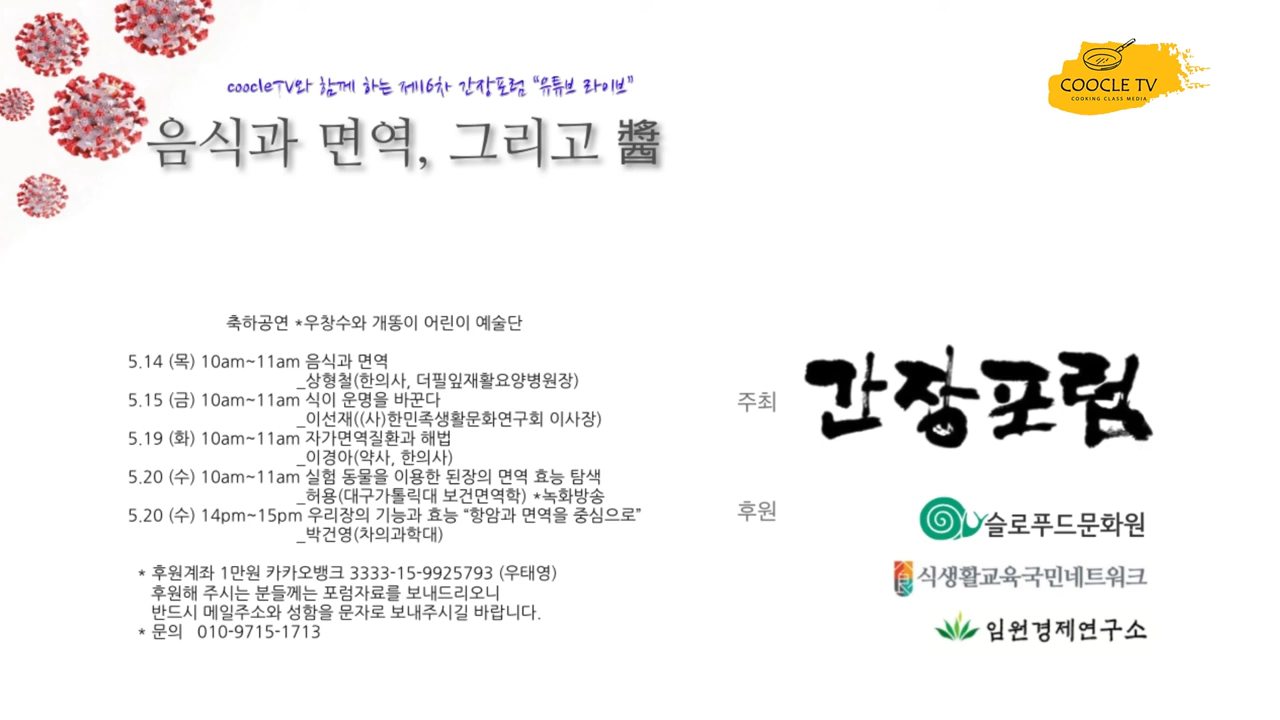 COOCLE TV
COOKING CLASS MEDIA
coocleTV와 함께 하는 제16차 간장포럼 “유튜브 라이브”
음식과 면역, 그리고 醬
축하공연 *우창수와 개똥이 어린이 예술단
5.14 (목) 10am~11am 음식과 면역
_상형철(한의사, 더필잎재활요양병원장)
5.15 (금) 10am~11am 식이 운명을 바꾼다
_이선재((사)한민족생활문화연구회 이사장)
5.19 (화) 10am~11am 자가면역질환과 해법
_이경아(약사, 한의사)
5.20 (수) 10am~11am 실험 동물을 이용한 된장의 면역 효능 탐색
_허용(대구가톨릭대 보건면역학) *녹화방송
5.20 (수) 14pm~15pm 우리장의 기능과 효능 “항암과 면역을 중심으로”
_박건영(차의과학대)
* 후원계좌 1만원 카카오뱅크 3333-15-9925793 (우태영)
후원해 주시는 분들께는 포럼자료를 보내드리오니
반드시 메일주소와 성함을 문자로 보내주시길 바랍니다.
* 문의 010-9715-1713
주최
간장포럼
후원
슬로푸드문화원
食 식생활교육국민네트워크
임원경제연구소